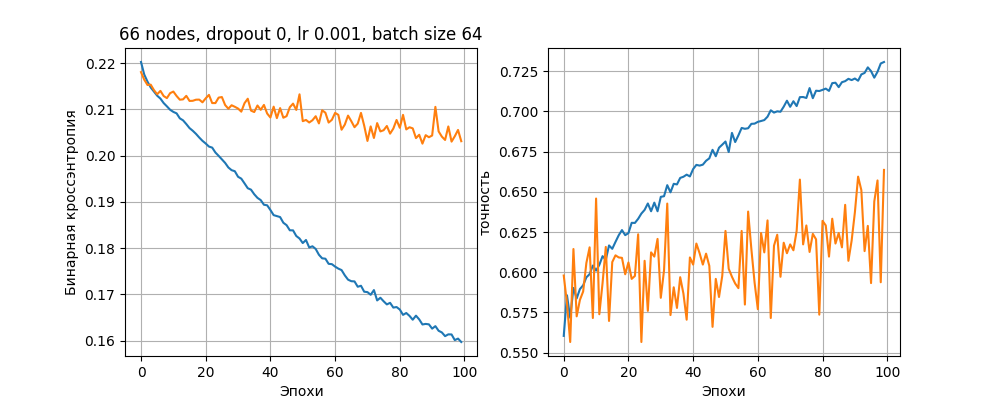 66 nodes, dropout 0, lr 0.001, batch size 64
Бинарная кроссэнтропия
0.22
0.21
0.20
0.19
0.18
0.17
0.16
0 20 40 60 80 100
Эпохи
точность
0.725
0.700
0.675
0.650
0.625
0.600
0.575
0.550
0 20 40 60 80 100
Эпохи